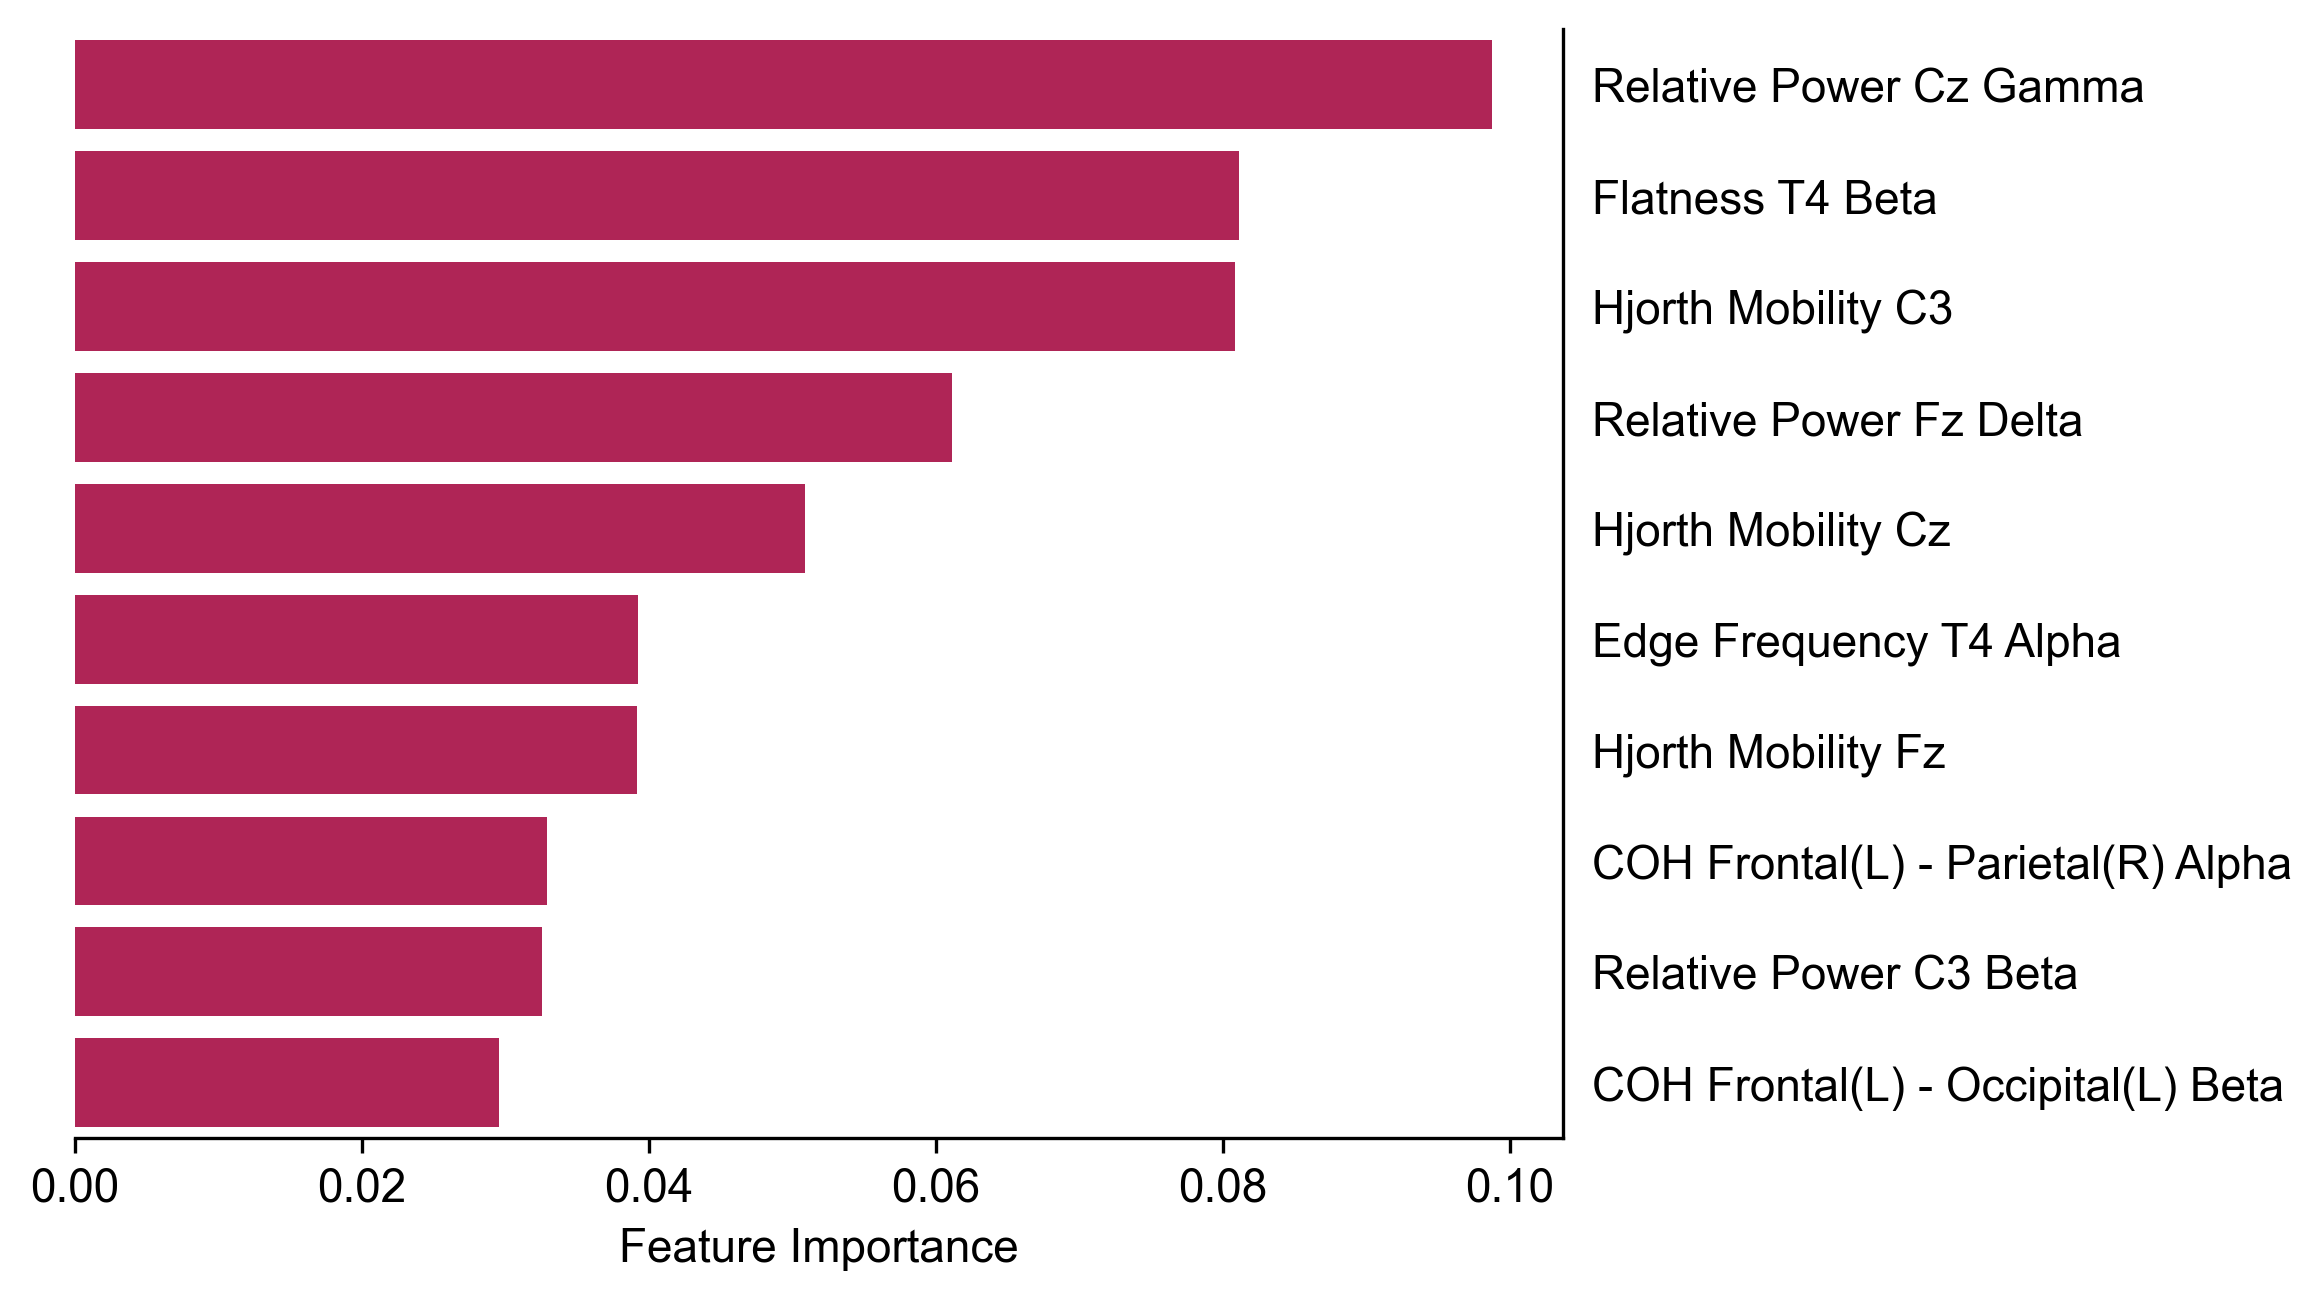 Relative Power Cz Gamma
Flatness T4 Beta
Hjorth Mobility C3
Relative Power Fz Delta
Hjorth Mobility Cz
Edge Frequency T4 Alpha
Hjorth Mobility Fz
COH Frontal(L) - Parietal(R) Alpha
Relative Power C3 Beta
COH Frontal(L) - Occipital(L) Beta
0.00 0.02 0.04 0.06 0.08 0.10
Feature Importance